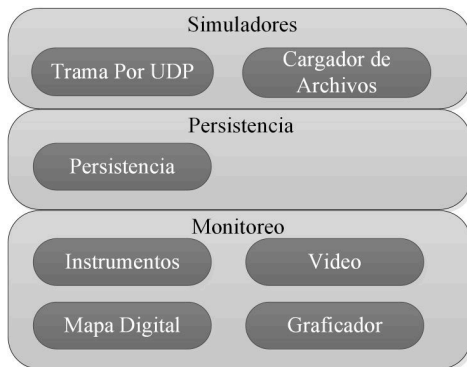 Simuladores
Trama Por UDP
Cargador de
Archivos
Persistencia
Persistencia
Monitoreo
Instrumentos
Video
Mapa Digital
Graficador